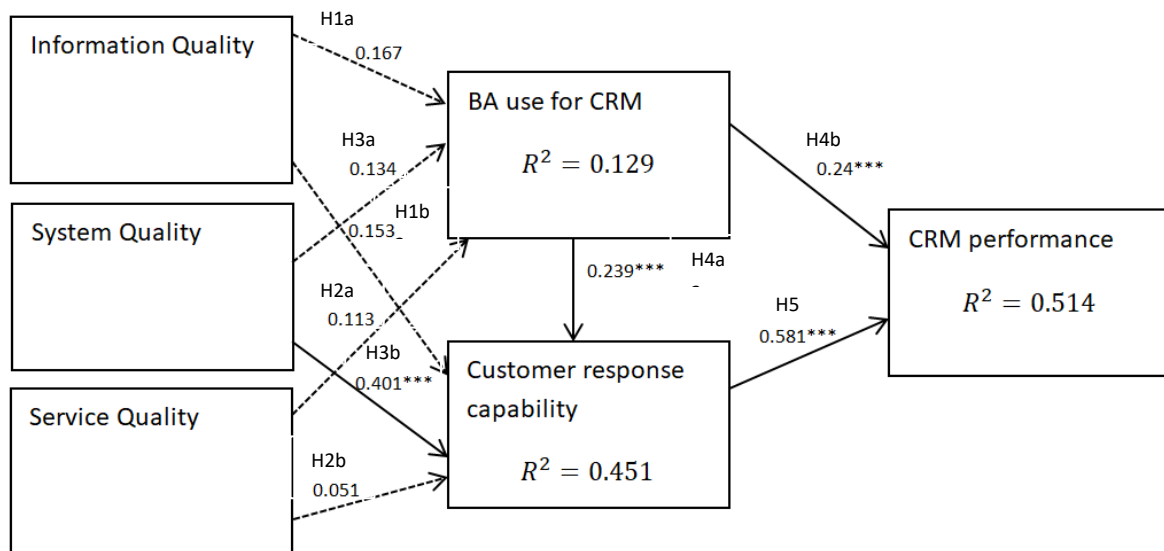 Information Quality
H1a
0.167
BA use for CRM
R² = 0.129
H3a
0.134
H1b
0.153
System Quality
H4b
0.24***
CRM performance
R² = 0.514
0.239***
H4a
H2a
0.113
H5
0.581***
H3b
0.401***
Customer response
capability
R² = 0.451
Service Quality
H2b
0.051